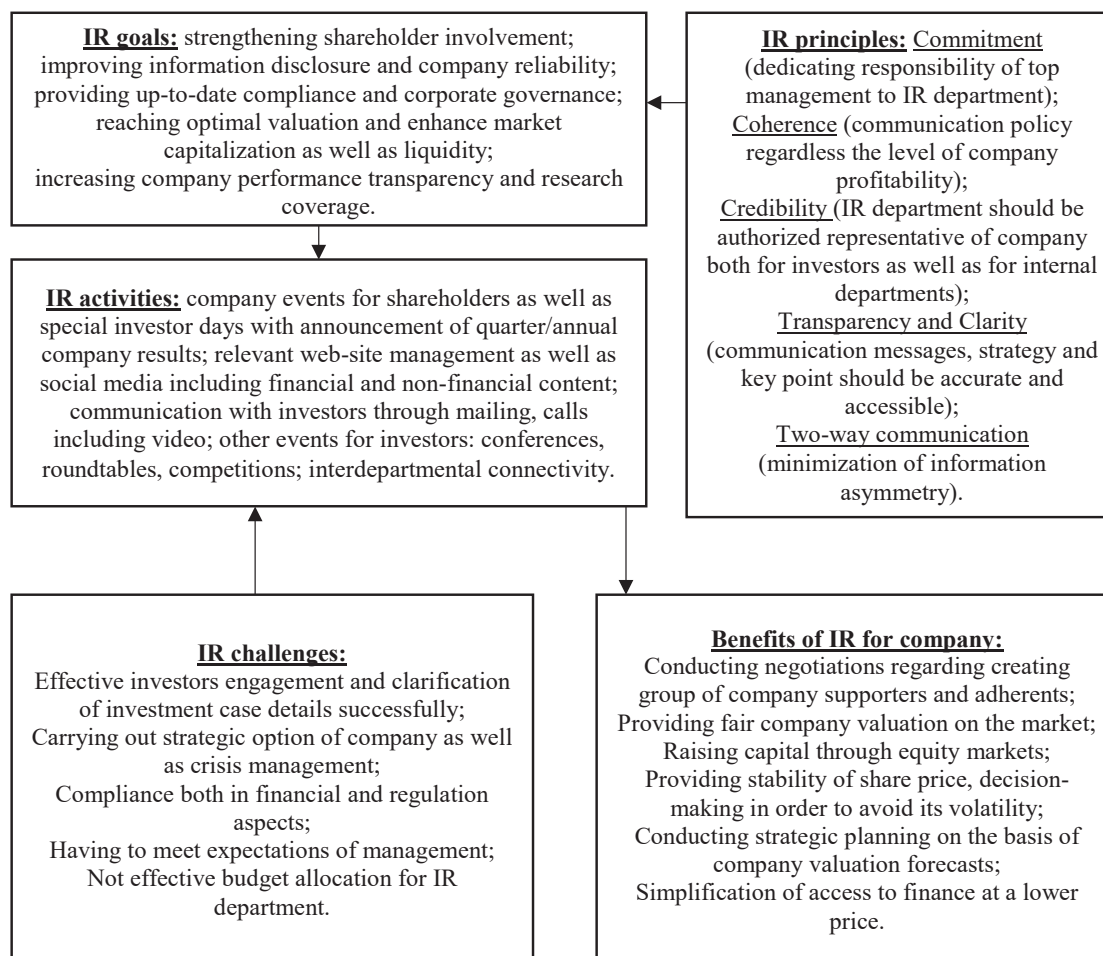 IR goals: strengthening shareholder involvement;
improving information disclosure and company reliability;
providing up-to-date compliance and corporate governance;
reaching optimal valuation and enhance market
capitalization as well as liquidity;
increasing company performance transparency and research
coverage.
IR principles: Commitment
(dedicating responsibility of top
management to IR department);
Coherence (communication policy
regardless the level of company
profitability);
Credibility (IR department should be
authorized representative of company
both for investors as well as for internal
departments);
Transparency and Clarity
(communication messages, strategy and
key point should be accurate and
accessible);
Two-way communication
(minimization of information
asymmetry).
IR activities: company events for shareholders as well as
special investor days with announcement of quarter/annual
company results; relevant web-site management as well as
social media including financial and non-financial content;
communication with investors through mailing, calls
including video; other events for investors: conferences,
roundtables, competitions; interdepartmental connectivity.
IR challenges:
Effective investors engagement and clarification
of investment case details successfully;
Carrying out strategic option of company as well
as crisis management;
Compliance both in financial and regulation
aspects;
Having to meet expectations of management;
Not effective budget allocation for IR
department.
Benefits of IR for company:
Conducting negotiations regarding creating
group of company supporters and adherents;
Providing fair company valuation on the market;
Raising capital through equity markets;
Providing stability of share price, decision-
making in order to avoid its volatility;
Conducting strategic planning on the basis of
company valuation forecasts;
Simplification of access to finance at a lower
price.